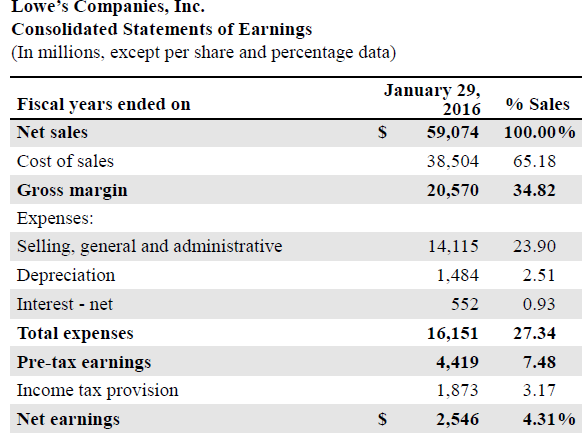 Lowe's Companies, Inc.
Consolidated Statements of Earnings
(In millions, except per share and percentage data)
January 29,
Fiscal years ended on 2016 % Sales
Net sales $ 59,074 100.00%
Cost of sales 38,504 65.18
Gross margin 20,570 34.82
Expenses:
Selling, general and administrative 14,115 23.90
Depreciation 1,484 2.51
Interest - net 552 0.93
Total expenses 16,151 27.34
Pre-tax earnings 4,419 7.48
Income tax provision 1,873 3.17
Net earnings $ 2,546 4.31%